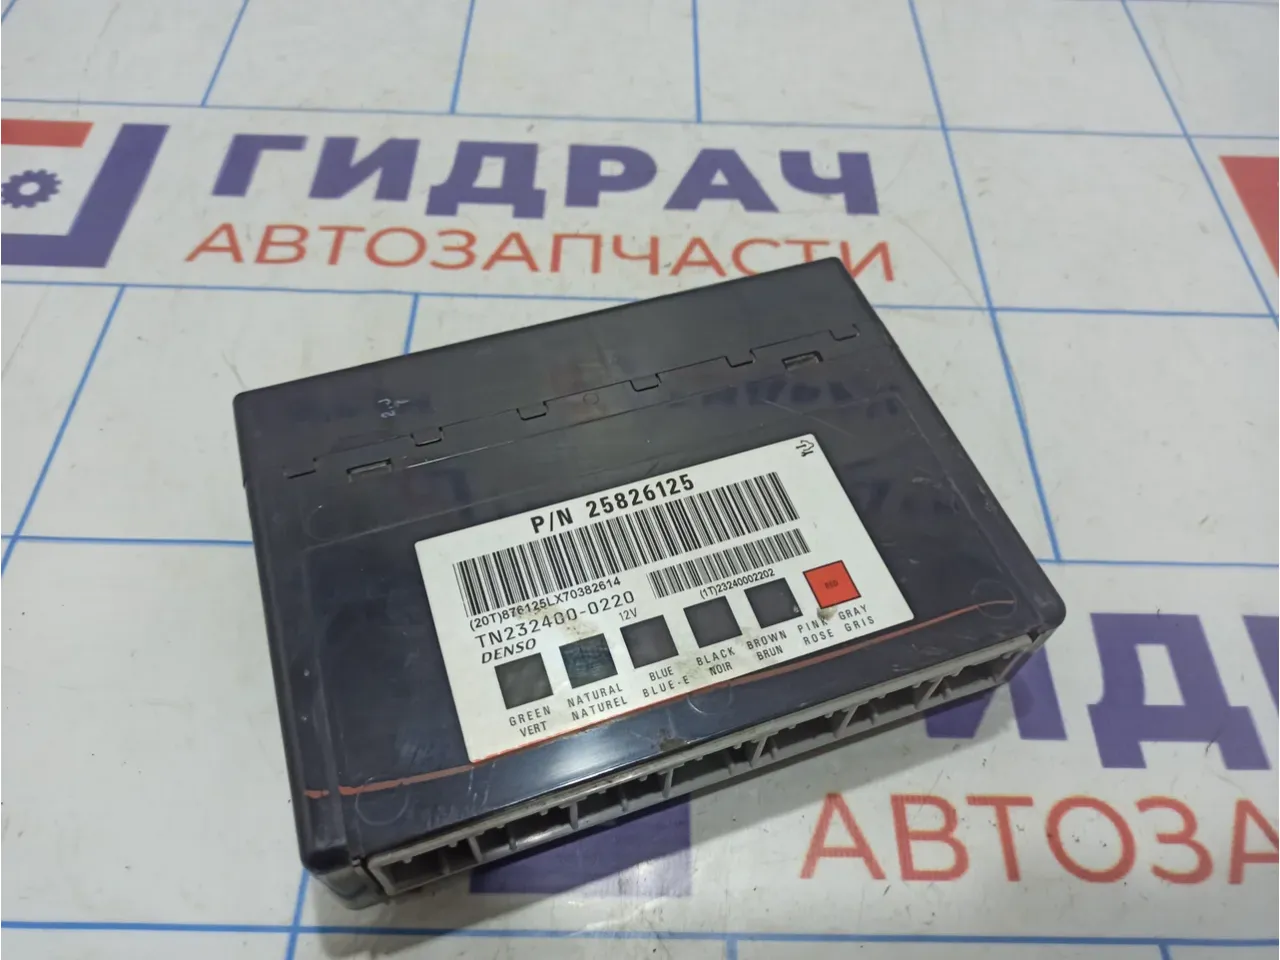 ГИДРАЧ
АВТОЗАПЧАСТИ
P/N 25826125
(20T)876125LX70382614
(1T)23240002202
TN232400-0220
12V
DENSO
RED
GREEN
VERT
NATURAL
NATUREL
BLUE
BLUE-E
BLACK
NOIR
BROWN
BRUN
PINK GRAY
ROSE GRIS
ИД
АВТОЗА